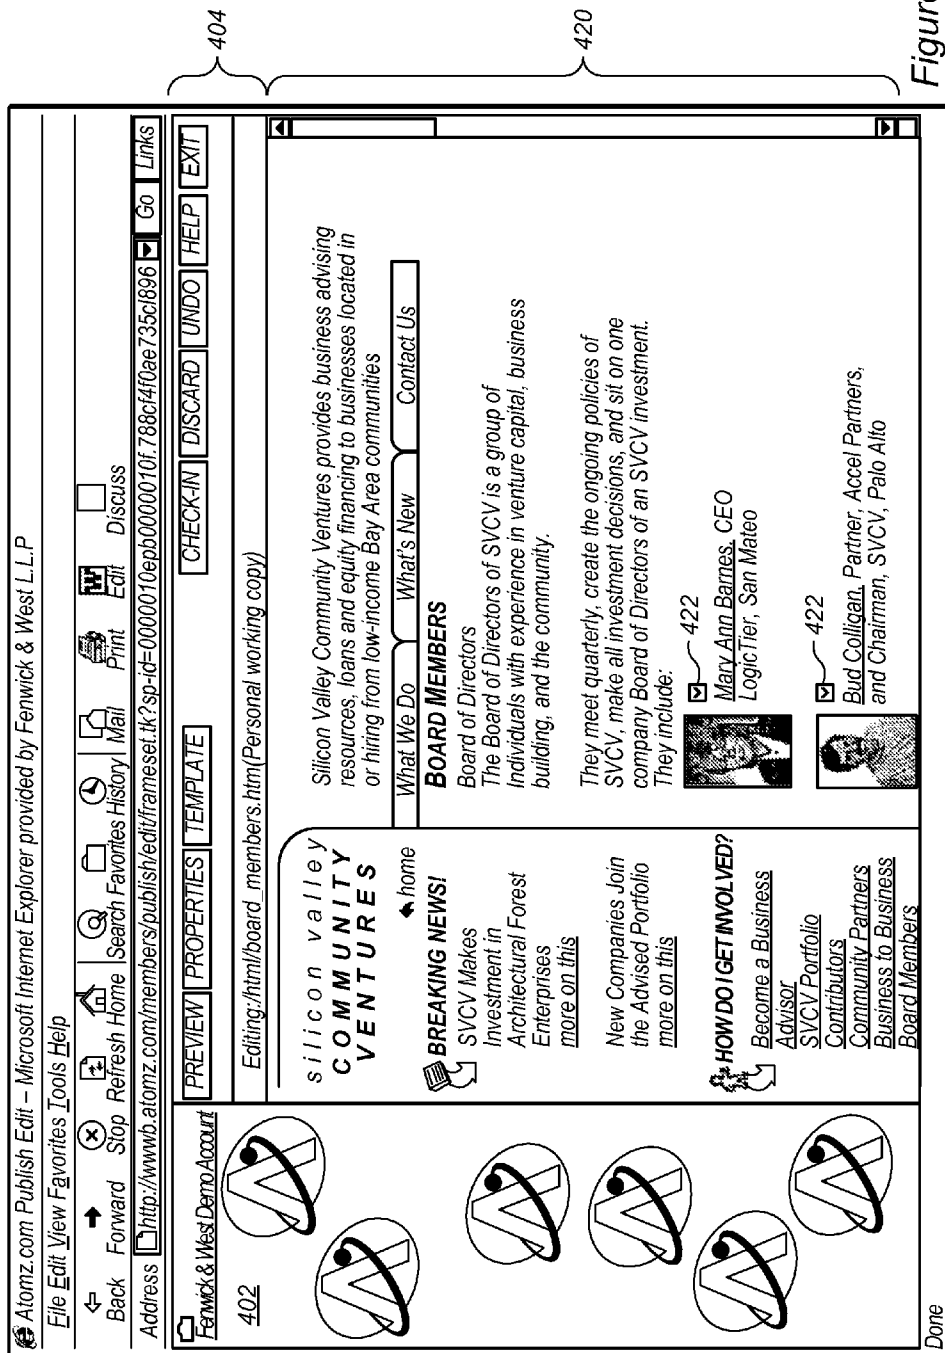 Atomz.com Publish Edit – Microsoft Internet Explorer provided by Fenwick & West L.L.P
File Edit View Favorites Tools Help
Back Forward Stop Refresh Home Search Favorites History Mail Print Edit Discuss
Address http://wwwb.atomz.com/members/publish/edit/frameset.tk?sp-id=0000010epb0000010f.788cf4f0ae735cl896 Go Links
Fenwick & West Demo Account
402
PREVIEW PROPERTIES TEMPLATE CHECK-IN DISCARD UNDO HELP EXIT
404
Editing:/html/board_members.htm(Personal working copy)
silicon valley
COMMUNITY
VENTURES
home
BREAKING NEWS!
SVCV Makes
Investment in
Architectural Forest
Enterprises
more on this
New Companies Join
the Advised Portfolio
more on this
HOW DO I GET INVOLVED?
Become a Business
Advisor
SVCV Portfolio
Contributors
Community Partners
Business to Business
Board Members
Silicon Valley Community Ventures provides business advising
resources, loans and equity financing to businesses located in
or hiring from low-income Bay Area communities
What We Do What's New Contact Us
BOARD MEMBERS
Board of Directors
The Board of Directors of SVCV is a group of
Individuals with experience in venture capital, business
building, and the community.
They meet quarterly, create the ongoing policies of
SVCV, make all investment decisions, and sit on one
company Board of Directors of an SVCV investment.
They include:
422
Mary Ann Barnes, CEO
LogicTier, San Mateo
422
Bud Colligan, Partner, Accel Partners,
and Chairman, SVCV, Palo Alto
420
Done
Figure